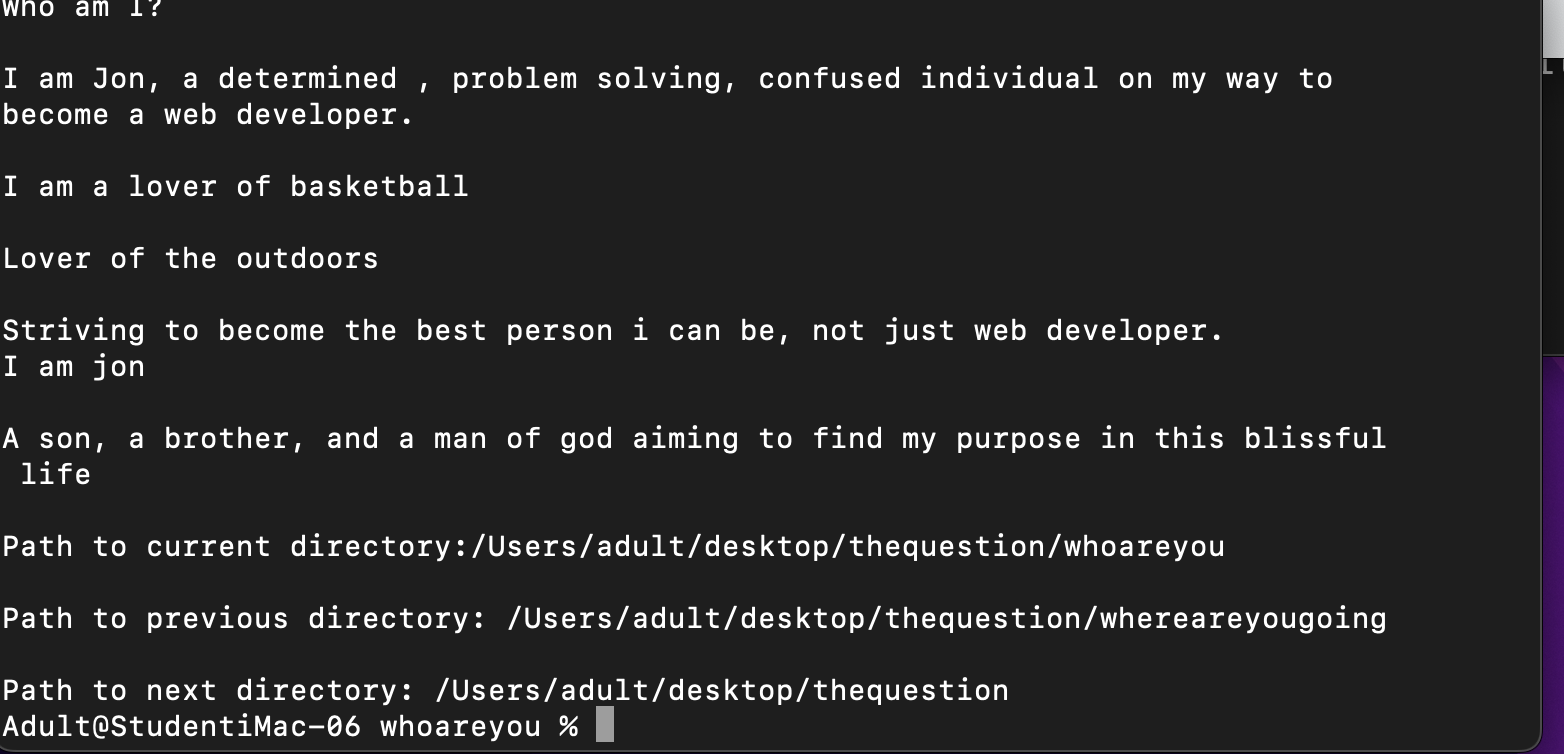 Who am I?
I am Jon, a determined , problem solving, confused individual on my way to
become a web developer.
I am a lover of basketball
Lover of the outdoors
Striving to become the best person i can be, not just web developer.
I am jon
A son, a brother, and a man of god aiming to find my purpose in this blissful
life
Path to current directory:/Users/adult/desktop/thequestion/whoareyou
Path to previous directory: /Users/adult/desktop/thequestion/whereareyougoing
Path to next directory: /Users/adult/desktop/thequestion
Adult@StudentiMac-06 whoareyou %